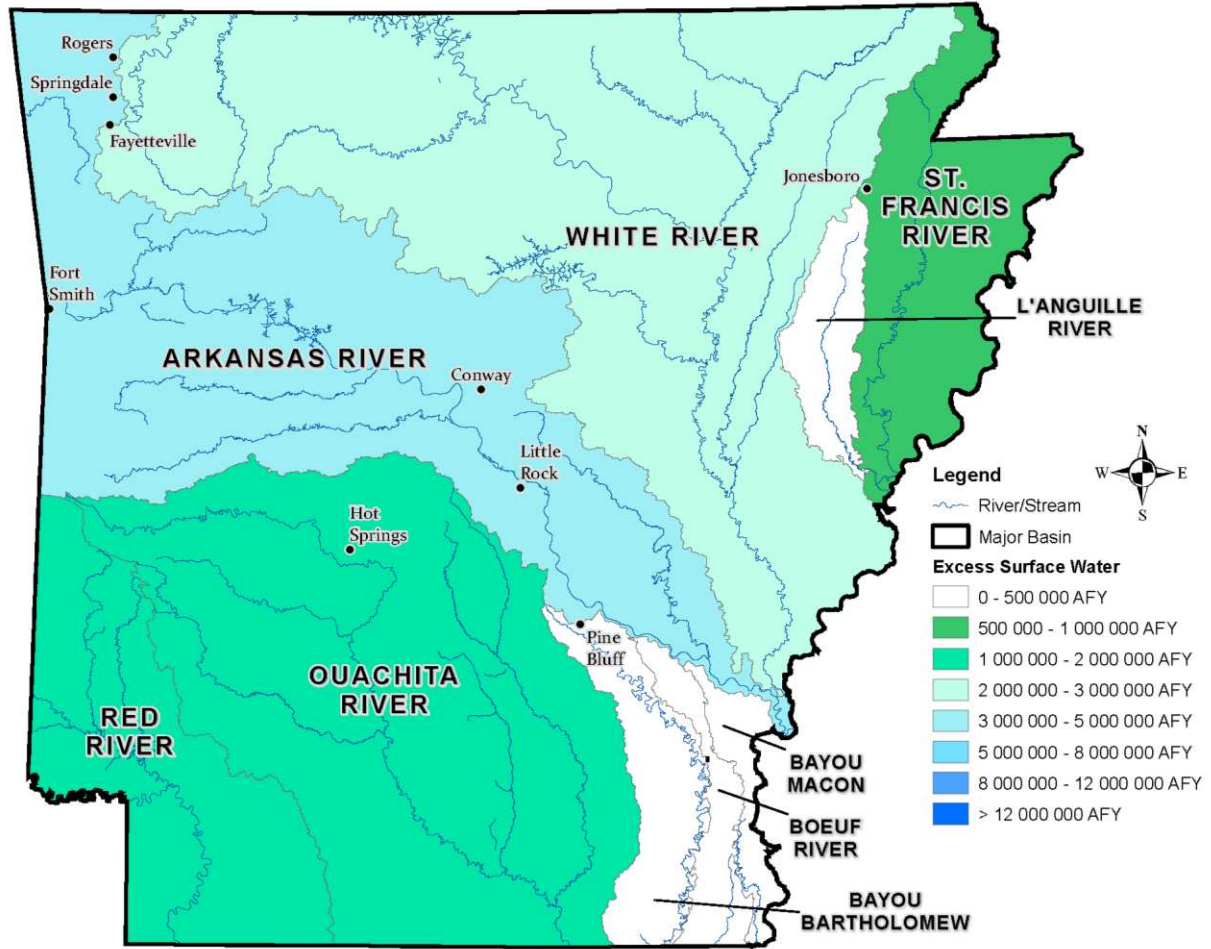 Rogers
Springdale
Fayetteville
Jonesboro
ST.
FRANCIS
RIVER
WHITE RIVER
Fort
Smith
L'ANGUILLE
RIVER
ARKANSAS RIVER
Conway
Little
Rock
Hot
Springs
Pine
Bluff
OUACHITA
RIVER
RED
RIVER
BAYOU
MACON
BOEUF
RIVER
BAYOU
BARTHOLOMEW
N
W
E
S
Legend
River/Stream
Major Basin
Excess Surface Water
0 - 500 000 AFY
500 000 - 1 000 000 AFY
1 000 000 - 2 000 000 AFY
2 000 000 - 3 000 000 AFY
3 000 000 - 5 000 000 AFY
5 000 000 - 8 000 000 AFY
8 000 000 - 12 000 000 AFY
> 12 000 000 AFY